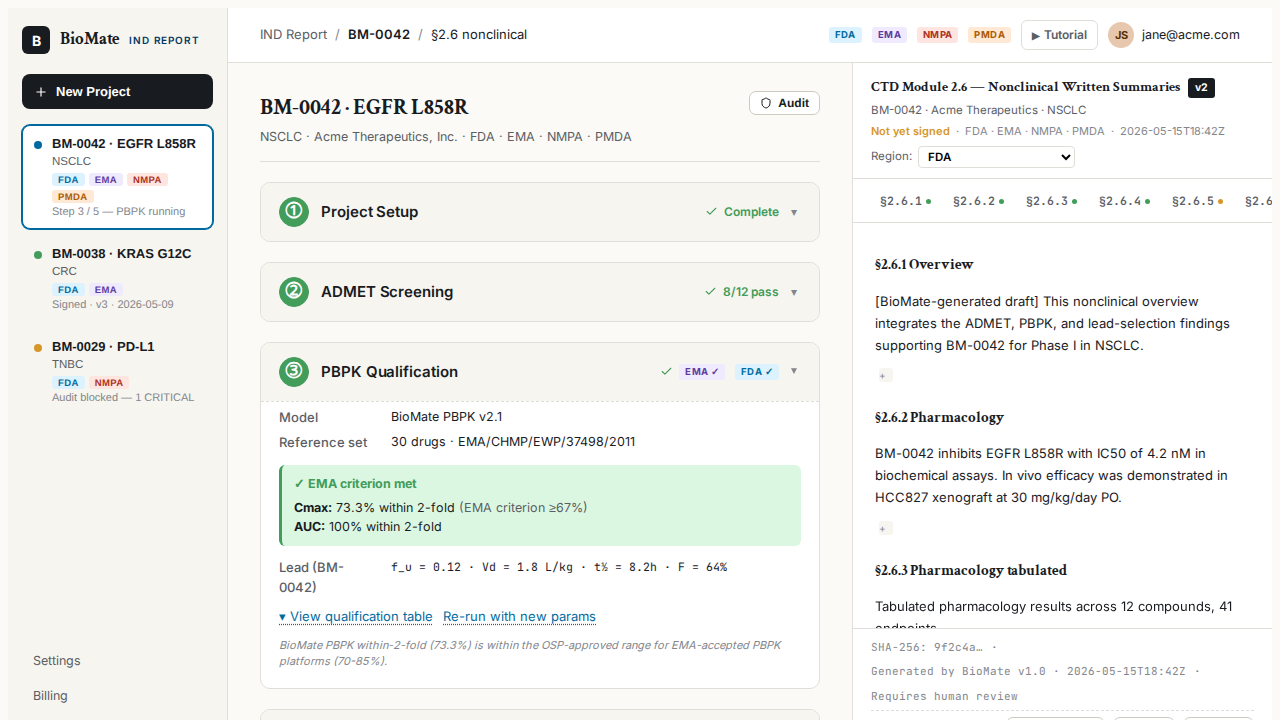 B BioMate IND REPORT
+ New Project
BM-0042 · EGFR L858R
NSCLC
FDA EMA NMPA
PMDA
Step 3 / 5 — PBPK running
BM-0038 · KRAS G12C
CRC
FDA EMA
Signed · v3 · 2026-05-09
BM-0029 · PD-L1
TNBC
FDA NMPA
Audit blocked — 1 CRITICAL
Settings
Billing
IND Report / BM-0042 / §2.6 nonclinical
FDA EMA NMPA PMDA ▶ Tutorial JS jane@acme.com
BM-0042 · EGFR L858R
Audit
NSCLC · Acme Therapeutics, Inc. · FDA · EMA · NMPA · PMDA
① Project Setup ✓ Complete ▾
② ADMET Screening ✓ 8/12 pass ▾
③ PBPK Qualification ✓ EMA ✓ FDA ✓ ▾
Model BioMate PBPK v2.1
Reference set 30 drugs · EMA/CHMP/EWP/37498/2011
✓ EMA criterion met
Cmax: 73.3% within 2-fold (EMA criterion ≥67%)
AUC: 100% within 2-fold
Lead (BM-0042) f_u = 0.12 · Vd = 1.8 L/kg · t½ = 8.2h · F = 64%
▾ View qualification table Re-run with new params
BioMate PBPK within-2-fold (73.3%) is within the OSP-approved range for EMA-accepted PBPK
platforms (70-85%).
CTD Module 2.6 — Nonclinical Written Summaries v2
BM-0042 · Acme Therapeutics · NSCLC
Not yet signed · FDA · EMA · NMPA · PMDA · 2026-05-15T18:42Z
Region: FDA
§2.6.1 §2.6.2 §2.6.3 §2.6.4 §2.6.5 §2.6
§2.6.1 Overview
[BioMate-generated draft] This nonclinical overview
integrates the ADMET, PBPK, and lead-selection findings
supporting BM-0042 for Phase I in NSCLC.
+
§2.6.2 Pharmacology
BM-0042 inhibits EGFR L858R with IC50 of 4.2 nM in
biochemical assays. In vivo efficacy was demonstrated in
HCC827 xenograft at 30 mg/kg/day PO.
+
§2.6.3 Pharmacology tabulated
Tabulated pharmacology results across 12 compounds, 41
endpoints
SHA-256: 9f2c4a… ·
Generated by BioMate v1.0 · 2026-05-15T18:42Z ·
Requires human review